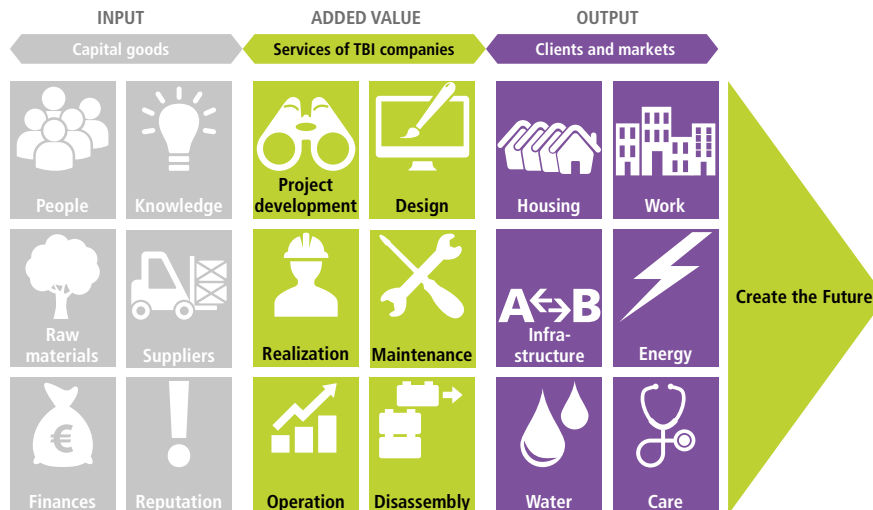 INPUT
ADDED VALUE
OUTPUT
Capital goods
Services of TBI companies
Clients and markets
People
Knowledge
Project
development
Design
Housing
Work
Raw
materials
Suppliers
Realization
Maintenance
A B
Infra-
structure
Energy
Create the Future
€
Finances
Reputation
Operation
Disassembly
Water
Care